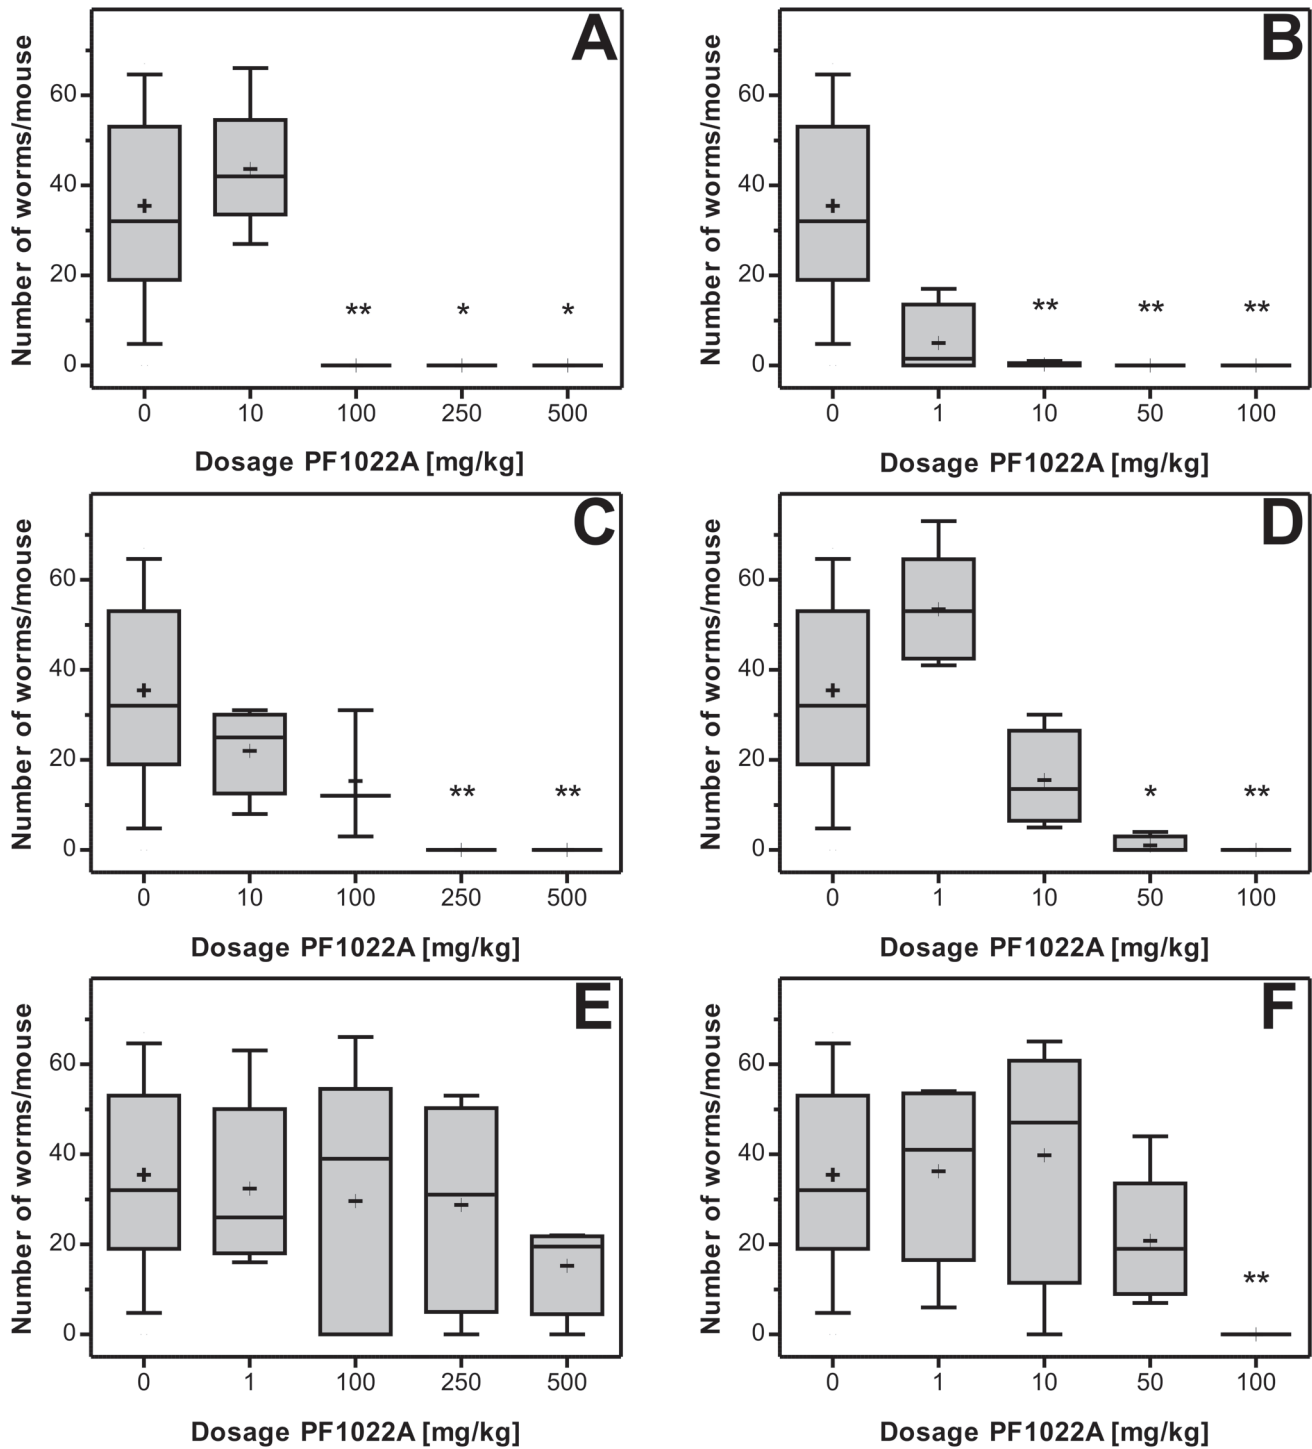 A
Number of worms/mouse
60
40
20
0
** * *
0 10 100 250 500
Dosage PF1022A [mg/kg]
B
Number of worms/mouse
60
40
20
0
** ** **
0 1 10 50 100
Dosage PF1022A [mg/kg]
C
Number of worms/mouse
60
40
20
0
** **
0 10 100 250 500
Dosage PF1022A [mg/kg]
D
Number of worms/mouse
60
40
20
0
* **
0 1 10 50 100
Dosage PF1022A [mg/kg]
E
Number of worms/mouse
60
40
20
0
0 1 100 250 500
Dosage PF1022A [mg/kg]
F
Number of worms/mouse
60
40
20
0
**
0 1 10 50 100
Dosage PF1022A [mg/kg]